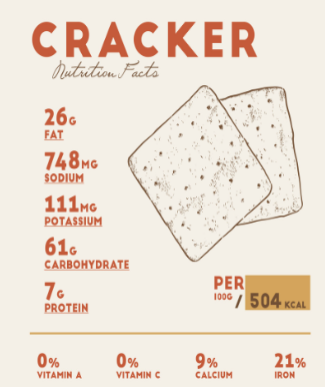 CRACKER
Nutrition Facts
26G
FAT
748MG
SODIUM
111MG
POTASSIUM
61G
CARBOHYDRATE
7G
PROTEIN
PER
100G / 504 KCAL
0% 0% 9% 21%
VITAMIN A VITAMIN C CALCIUM IRON